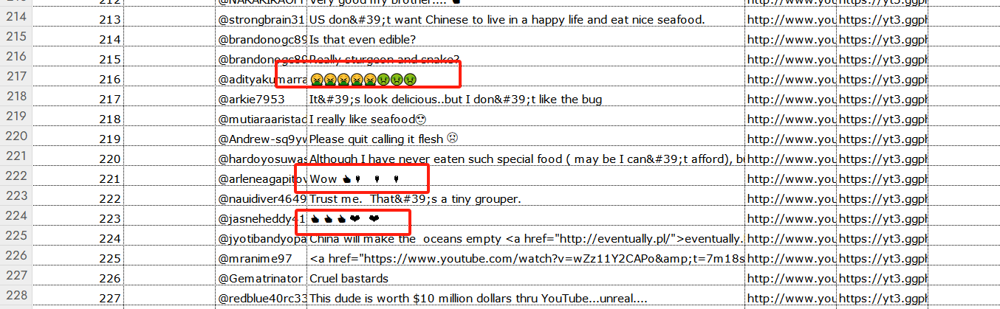 212 @NAKAKIKAOFI Very good my brother....
214 213 @strongbrain31 US don&#39;t want Chinese to live in a happy life and eat nice seafood. http://www.you https://yt3.ggpl
215 214 @brandonogc89 Is that even edible? http://www.you https://yt3.ggpl
216 215 @brandonogc89 Really sturgeon and snake? http://www.you https://yt3.ggpl
217 216 @adityakumarra 🤮🤮🤮🤮🤮🤢🤢🤢 http://www.you https://yt3.ggpl
218 217 @arkie7953 It&#39;s look delicious..but I don&#39;t like the bug http://www.you https://yt3.ggpl
219 218 @mutiaraaristad I really like seafood http://www.you https://yt3.ggpl
220 219 @Andrew-sq9yw Please quit calling it flesh http://www.you https://yt3.ggpl
221 220 @hardoyosuwas Although I have never eaten such special food ( may be I can&#39;t afford), bu http://www.you https://yt3.ggpl
222 221 @arleneagapitov Wow http://www.you https://yt3.ggpl
223 222 @nauidiver4649 Trust me.  That&#39;s a tiny grouper. http://www.you https://yt3.ggpl
224 223 @jasneheddy41 http://www.you https://yt3.ggpl
225 224 @jyotibandyopa China will make the  oceans empty <a href="http://eventually.pl/">eventually. http://www.you https://yt3.ggpl
226 225 @mranime97 <a href="https://www.youtube.com/watch?v=wZz11Y2CAPo&amp;t=7m18s http://www.you https://yt3.ggpl
227 226 @Gematrinator Cruel bastards http://www.you https://yt3.ggpl
228 227 @redblue40rc33 This dude is worth $10 million dollars thru YouTube...unreal.... http://www.you https://yt3.ggpl